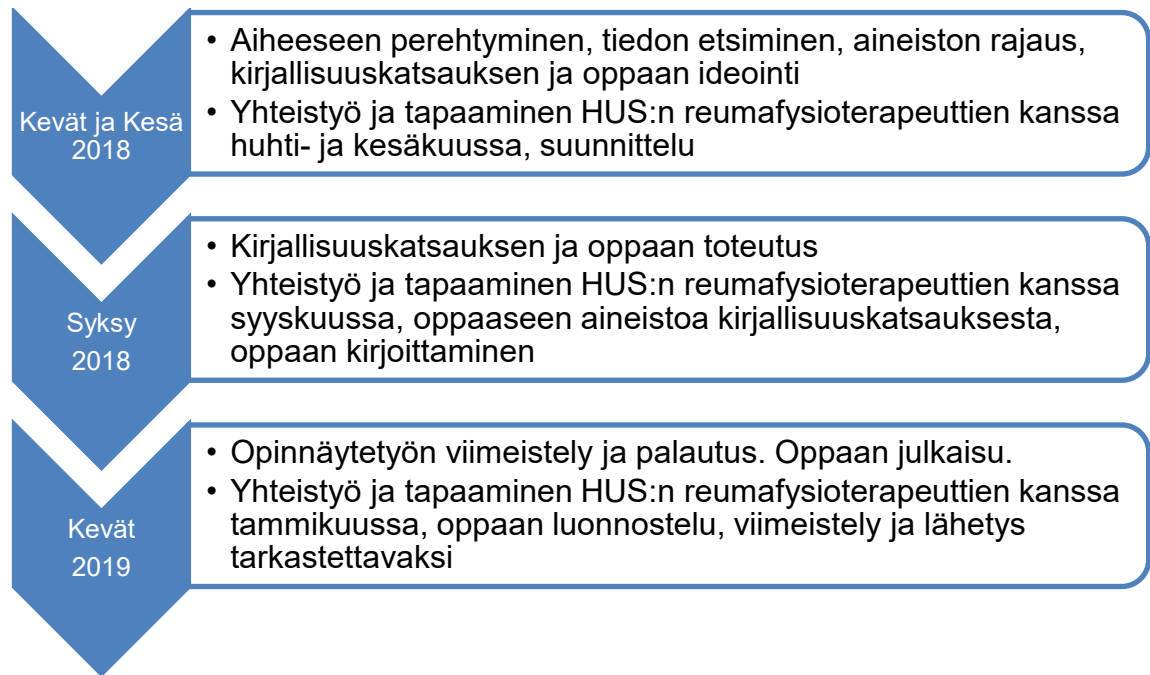 Kevät ja Kesä
2018
• Aiheeseen perehtyminen, tiedon etsiminen, aineiston rajaus,
kirjallisuuskatsauksen ja oppaan ideointi
• Yhteistyö ja tapaaminen HUS:n reumafysioterapeuttien kanssa
huhti- ja kesäkuussa, suunnittelu
Syksy
2018
• Kirjallisuuskatsauksen ja oppaan toteutus
• Yhteistyö ja tapaaminen HUS:n reumafysioterapeuttien kanssa
syyskuussa, oppaaseen aineistoa kirjallisuuskatsauksesta,
oppaan kirjoittaminen
Kevät
2019
• Opinnäytetyön viimeistely ja palautus. Oppaan julkaisu.
• Yhteistyö ja tapaaminen HUS:n reumafysioterapeuttien kanssa
tammikuussa, oppaan luonnostelu, viimeistely ja lähetys
tarkastettavaksi